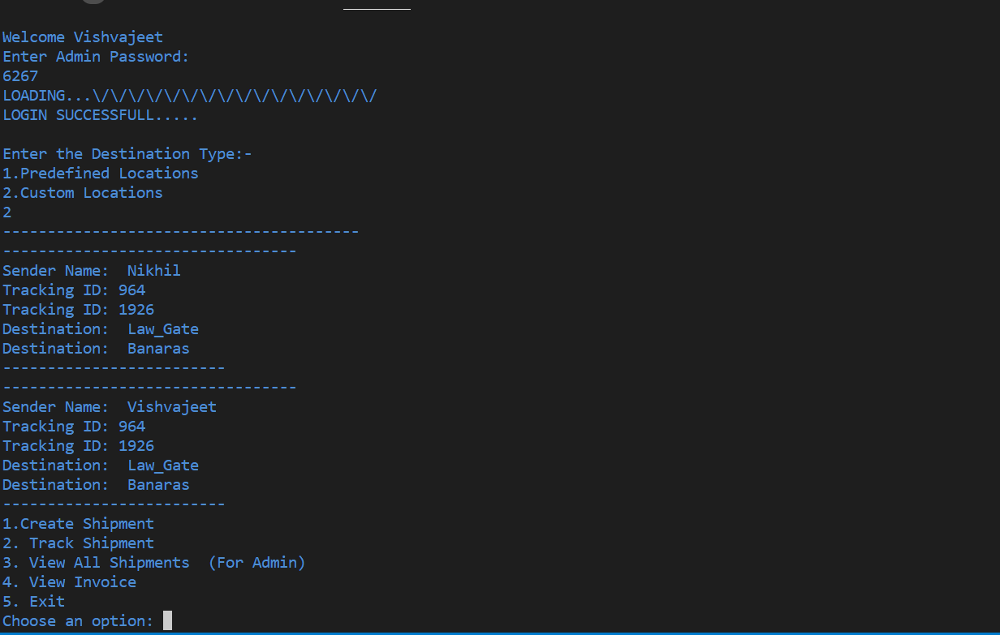 Welcome Vishvajeet
Enter Admin Password:
6267
LOADING...\/\/\/\/\/\/\/\/\/\/\/\/\/\/\/\/
LOGIN SUCCESSFULL.....
Enter the Destination Type:-
1.Predefined Locations
2.Custom Locations
2
----------------------------------------
---------------------------------
Sender Name:  Nikhil
Tracking ID: 964
Tracking ID: 1926
Destination:  Law_Gate
Destination:  Banaras
-------------------------
---------------------------------
Sender Name:  Vishvajeet
Tracking ID: 964
Tracking ID: 1926
Destination:  Law_Gate
Destination:  Banaras
-------------------------
1.Create Shipment
2. Track Shipment
3. View All Shipments  (For Admin)
4. View Invoice
5. Exit
Choose an option: